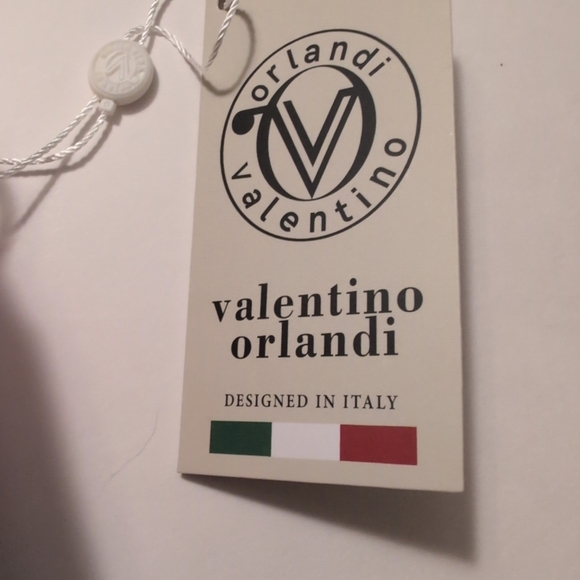 orlandi
valentino
valentino
orlandi
DESIGNED IN ITALY